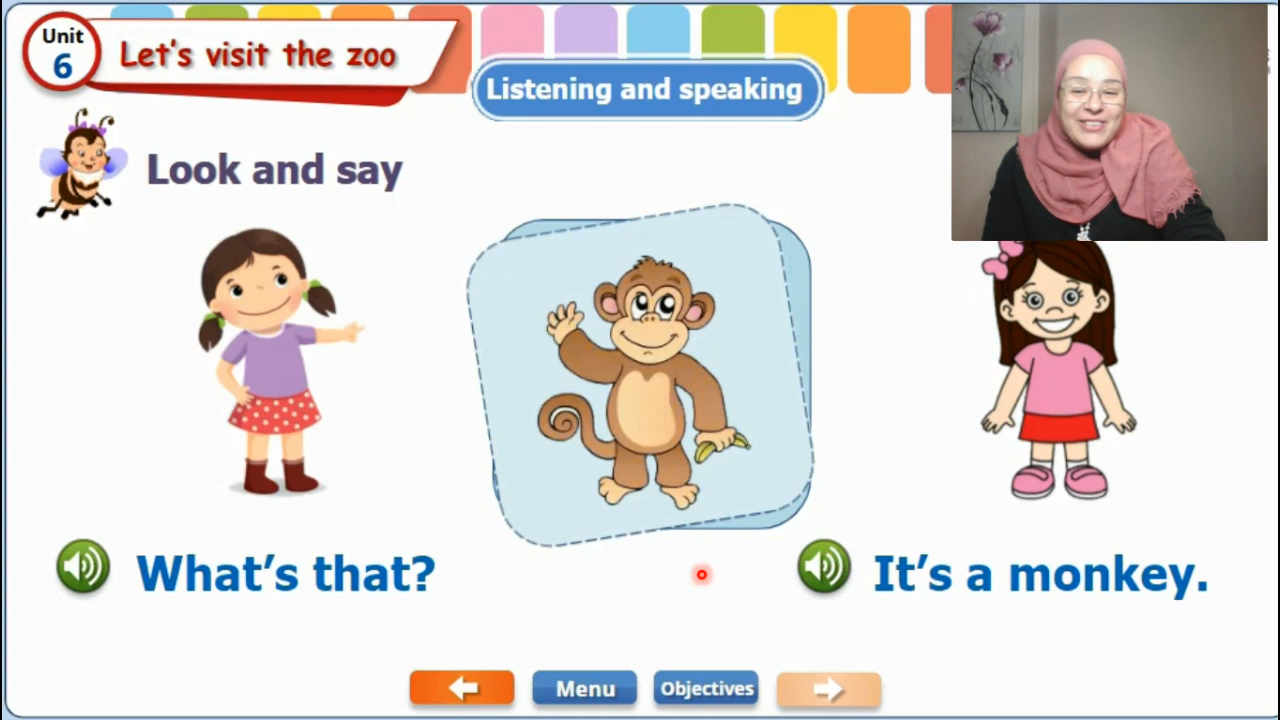 Unit
6
Let's visit the zoo
Listening and speaking
Look and say
What's that?
It's a monkey.
Menu
Objectives